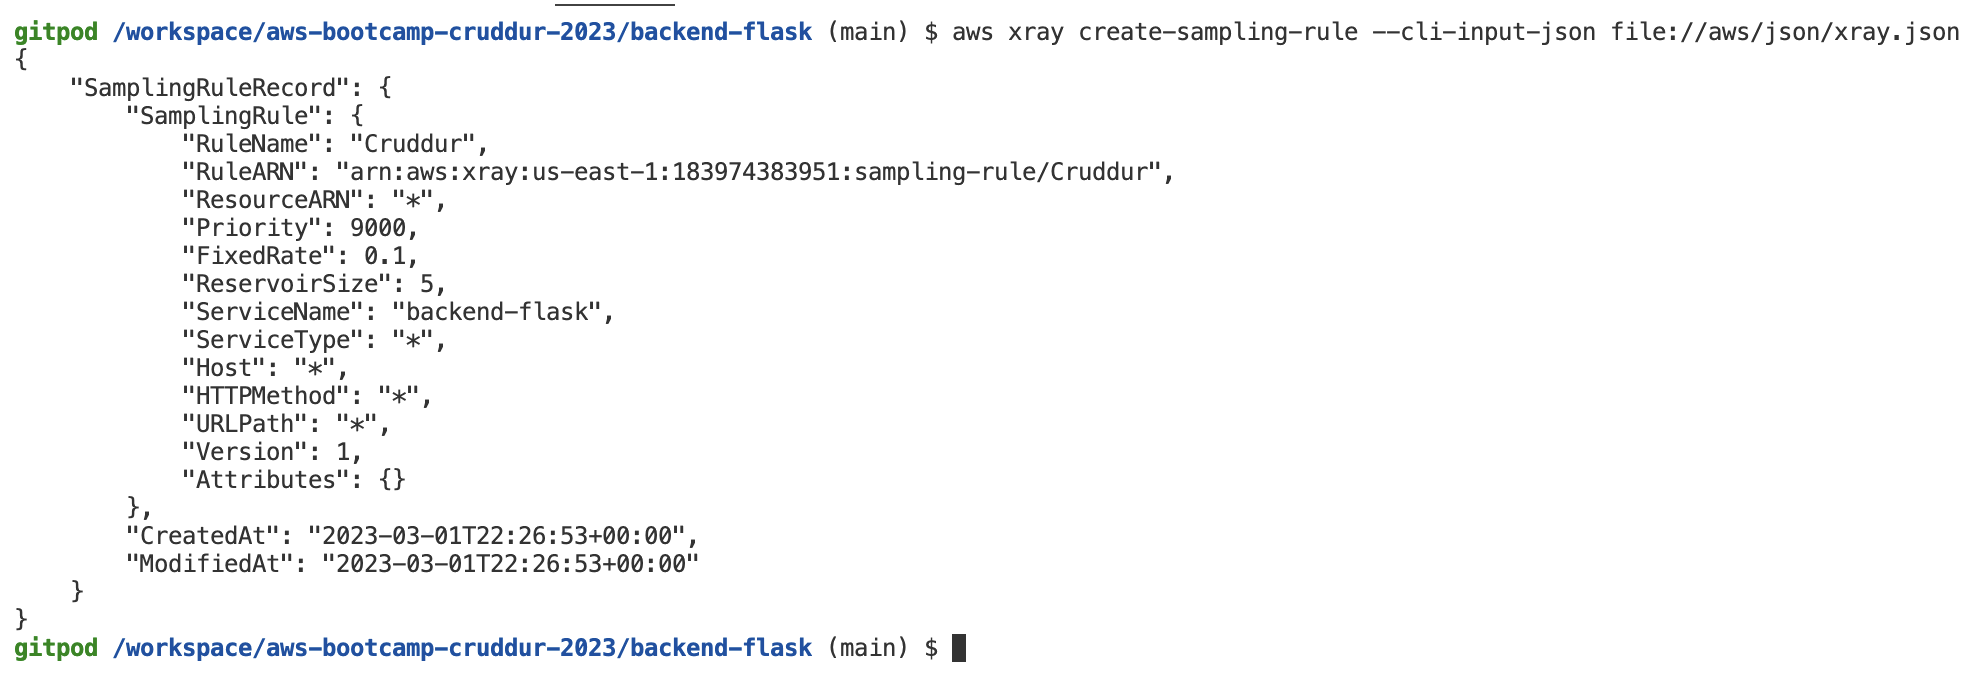 gitpod /workspace/aws-bootcamp-cruddur-2023/backend-flask (main) $ aws xray create-sampling-rule --cli-input-json file://aws/json/xray.json
{
    "SamplingRuleRecord": {
        "SamplingRule": {
            "RuleName": "Cruddur",
            "RuleARN": "arn:aws:xray:us-east-1:183974383951:sampling-rule/Cruddur",
            "ResourceARN": "*",
            "Priority": 9000,
            "FixedRate": 0.1,
            "ReservoirSize": 5,
            "ServiceName": "backend-flask",
            "ServiceType": "*",
            "Host": "*",
            "HTTPMethod": "*",
            "URLPath": "*",
            "Version": 1,
            "Attributes": {}
        },
        "CreatedAt": "2023-03-01T22:26:53+00:00",
        "ModifiedAt": "2023-03-01T22:26:53+00:00"
    }
}
gitpod /workspace/aws-bootcamp-cruddur-2023/backend-flask (main) $